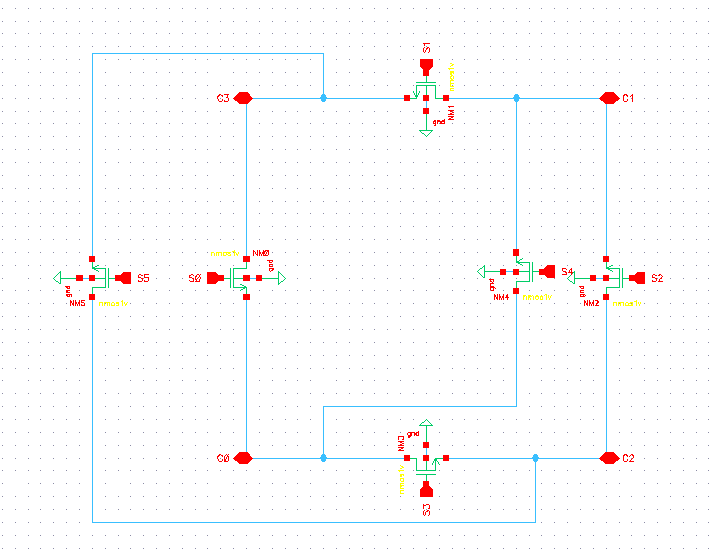 S1
C3
C1
gnd
NM1
NM0
gnd
S5
S0
S4
S2
gnd
NM5
gnd
NM4
gnd
NM2
NM3
gnd
C0
C2
S3